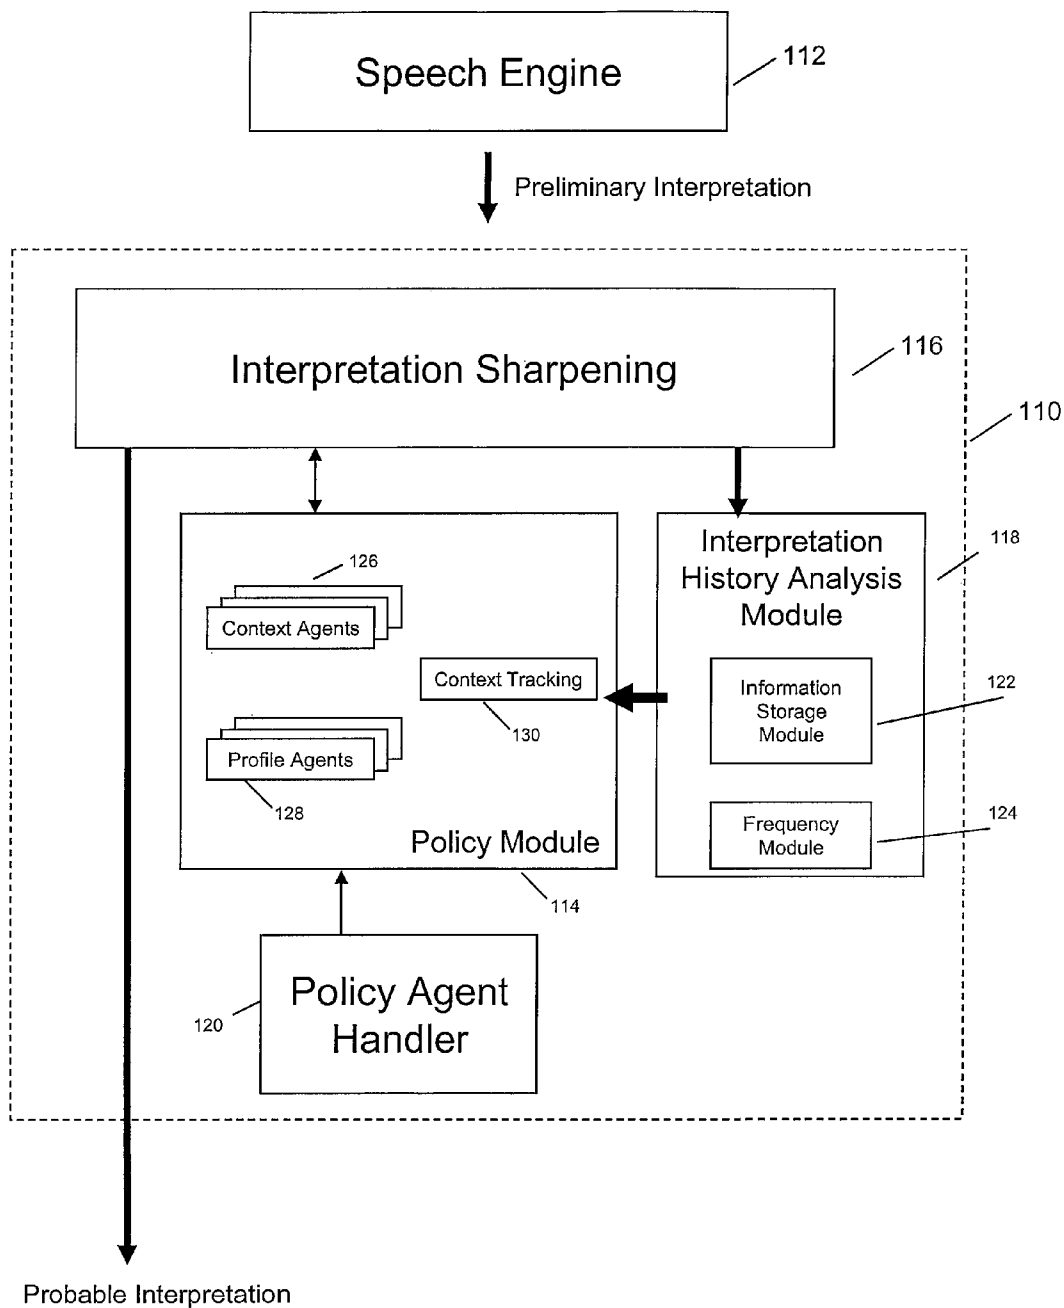 Speech Engine
112
Preliminary Interpretation
Interpretation Sharpening
116
110
Interpretation
History Analysis
Module
118
126
Context Agents
Context Tracking
130
Information
Storage
Module
122
Profile Agents
128
Frequency
Module
124
Policy Module
114
Policy Agent
Handler
120
Probable Interpretation